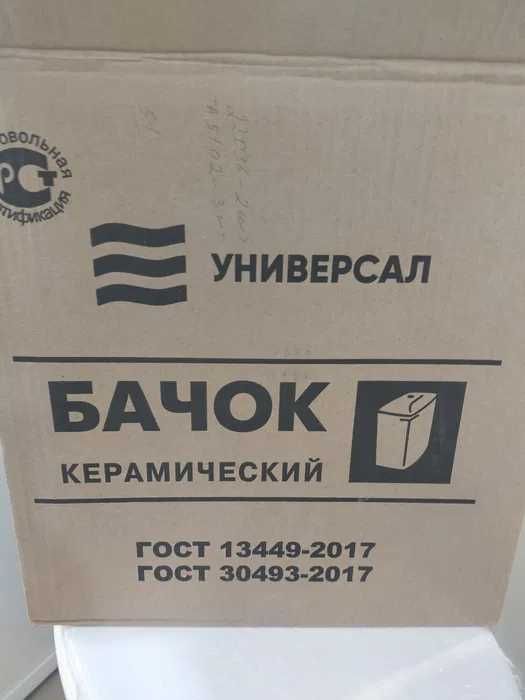 УНИВЕРСАЛ
БАЧОК
КЕРАМИЧЕСКИЙ
ГОСТ 13449-2017
ГОСТ 30493-2017